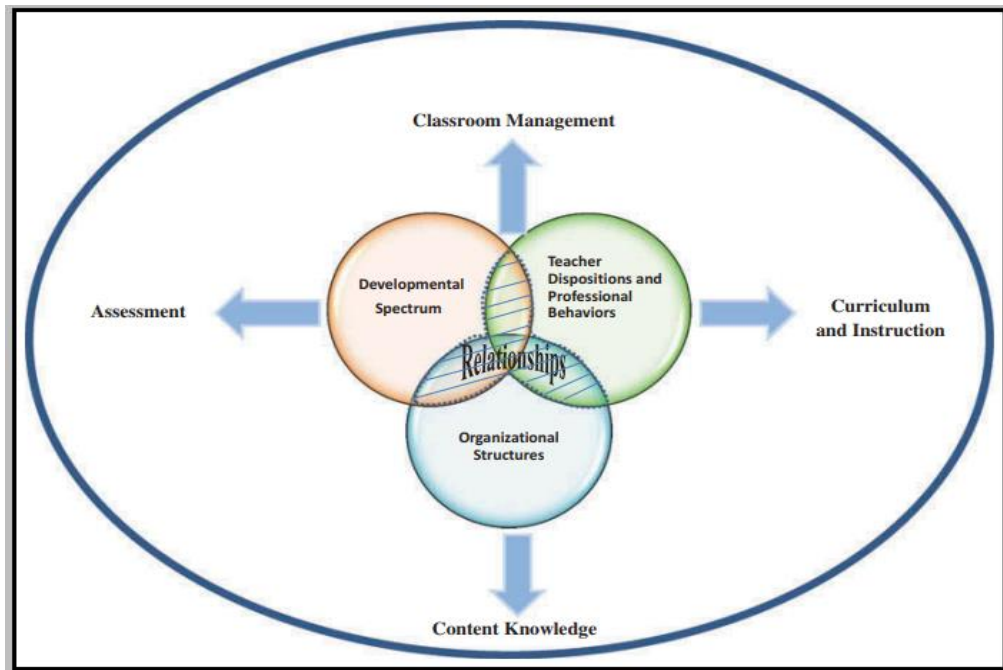 Classroom Management
Developmental
Spectrum
Teacher
Dispositions and
Professional
Behaviors
Assessment
Curriculum
and Instruction
Relationships
Organizational
Structures
Content Knowledge